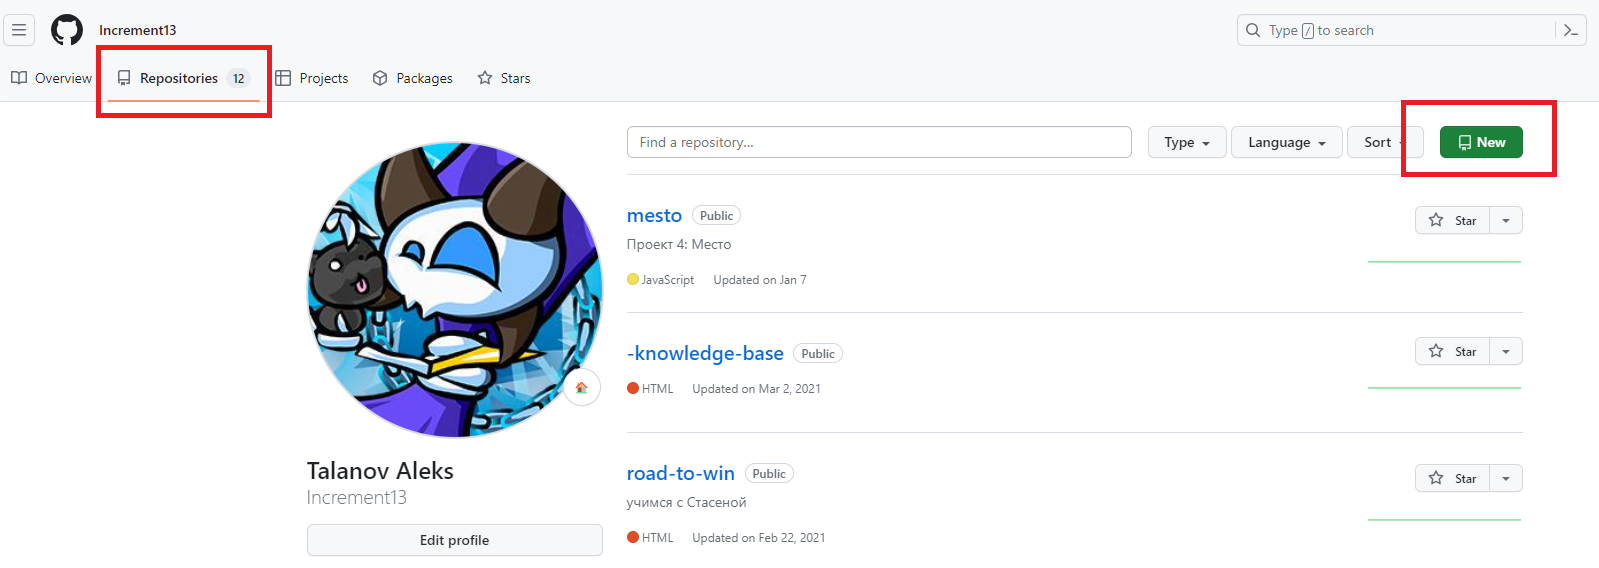 Increment13
Type / to search
Overview
Repositories 12
Projects
Packages
Stars
Find a repository...
Type
Language
Sort
New
mesto Public
Star
Проект 4: Место
JavaScript Updated on Jan 7
-knowledge-base Public
Star
HTML Updated on Mar 2, 2021
road-to-win Public
Star
учимся с Стасеной
HTML Updated on Feb 22, 2021
Talanov Aleks
Increment13
Edit profile